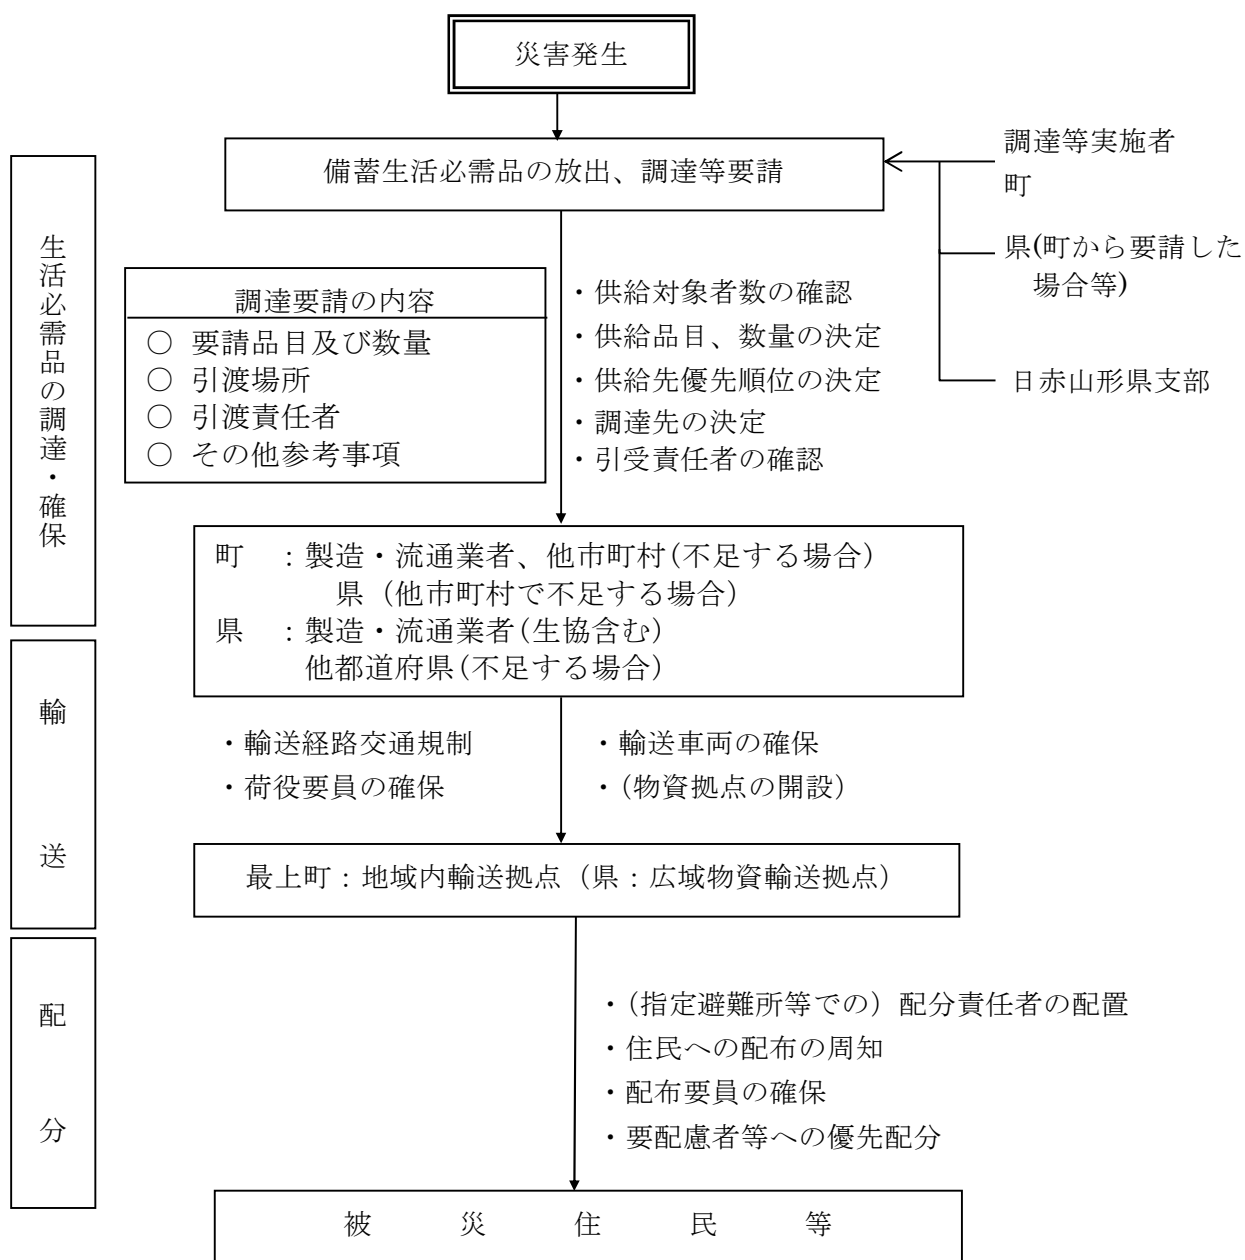 災害発生
備蓄生活必需品の放出、調達等要請
調達等実施者
町
県(町から要請した
場合等)
日赤山形県支部
生活必需品の調達・確保
調達要請の内容
○ 要請品目及び数量
○ 引渡場所
○ 引渡責任者
○ その他参考事項
・供給対象者数の確認
・供給品目、数量の決定
・供給先優先順位の決定
・調達先の決定
・引受責任者の確認
町 :製造・流通業者、他市町村(不足する場合)
県(他市町村で不足する場合)
県 :製造・流通業者(生協含む)
他都道府県(不足する場合)
輸送
・輸送経路交通規制
・荷役要員の確保
・輸送車両の確保
・(物資拠点の開設)
最上町:地域内輸送拠点(県:広域物資輸送拠点)
配分
・(指定避難所等での)配分責任者の配置
・住民への配布の周知
・配布要員の確保
・要配慮者等への優先配分
被災住民等